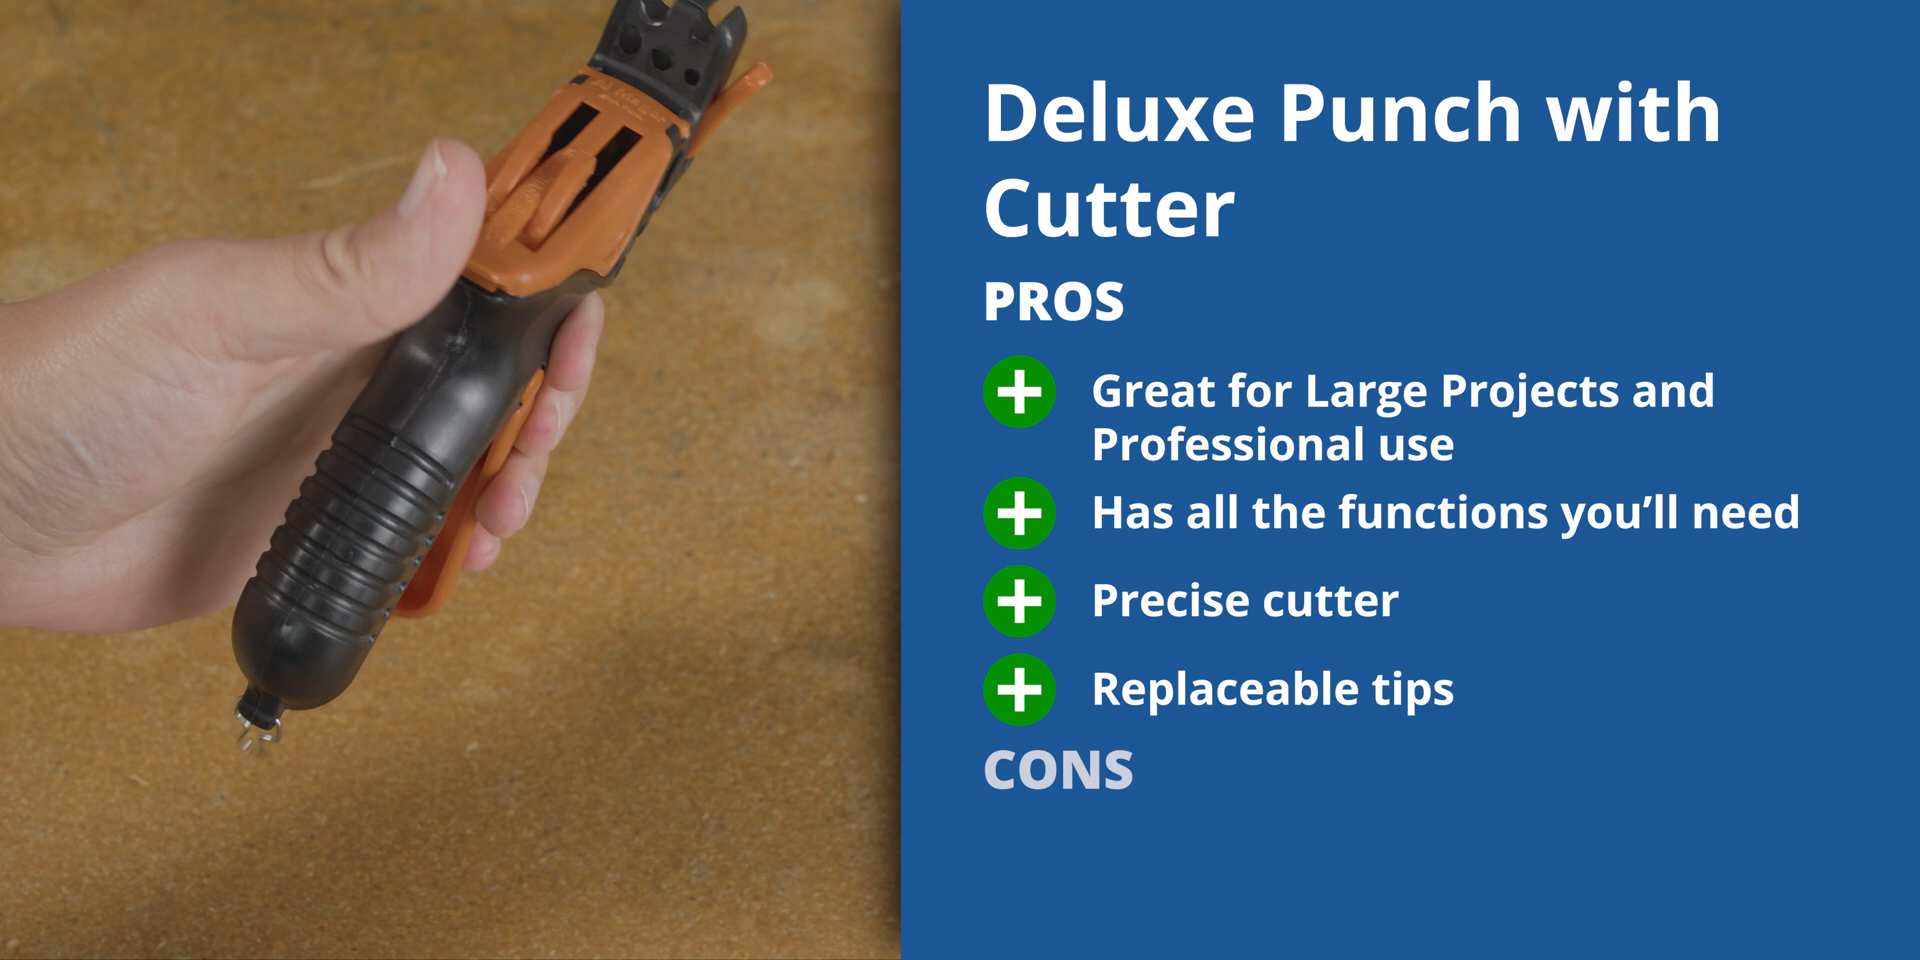 Deluxe Punch with
Cutter
PROS
Great for Large Projects and
Professional use
Has all the functions you’ll need
Precise cutter
Replaceable tips
CONS